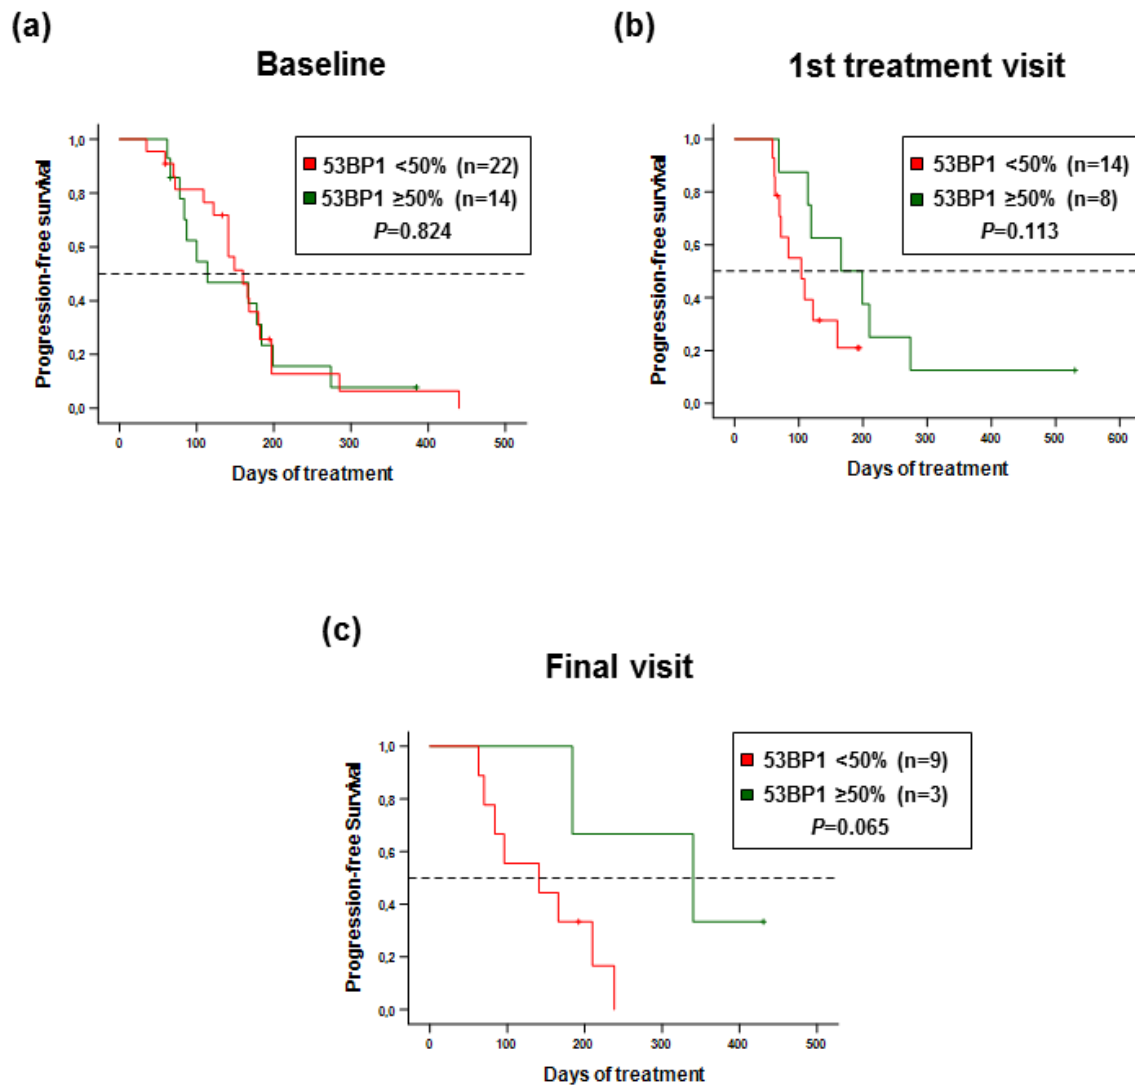 (a)
Baseline
Progression-free survival
1,0
0,8
0,6
0,4
0,2
0,0
53BP1 <50% (n=22)
53BP1 ≥50% (n=14)
P=0.824
0 100 200 300 400 500
Days of treatment
(b)
1st treatment visit
Progression-free survival
1,0
0,8
0,6
0,4
0,2
0,0
53BP1 <50% (n=14)
53BP1 ≥50% (n=8)
P=0.113
0 100 200 300 400 500 600
Days of treatment
(c)
Final visit
Progression-free Survival
1,0
0,8
0,6
0,4
0,2
0,0
53BP1 <50% (n=9)
53BP1 ≥50% (n=3)
P=0.065
0 100 200 300 400 500
Days of treatment